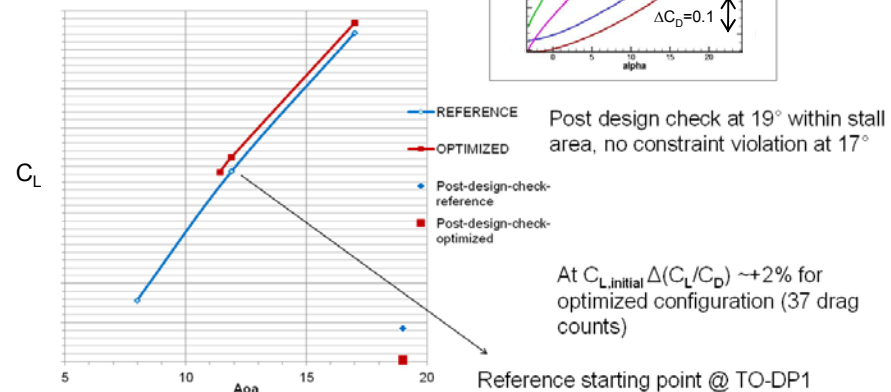 ΔC_D=0.1
0 5 10 15 20
alpha
C_L
REFERENCE
OPTIMIZED
Post-design-check-
reference
Post-design-check-
optimized
Post design check at 19° within stall
area, no constraint violation at 17°
At C_L,initial Δ(C_L/C_D) ~+2% for
optimized configuration (37 drag
counts)
5 10 15 20
Aoa
Reference starting point @ TO-DP1